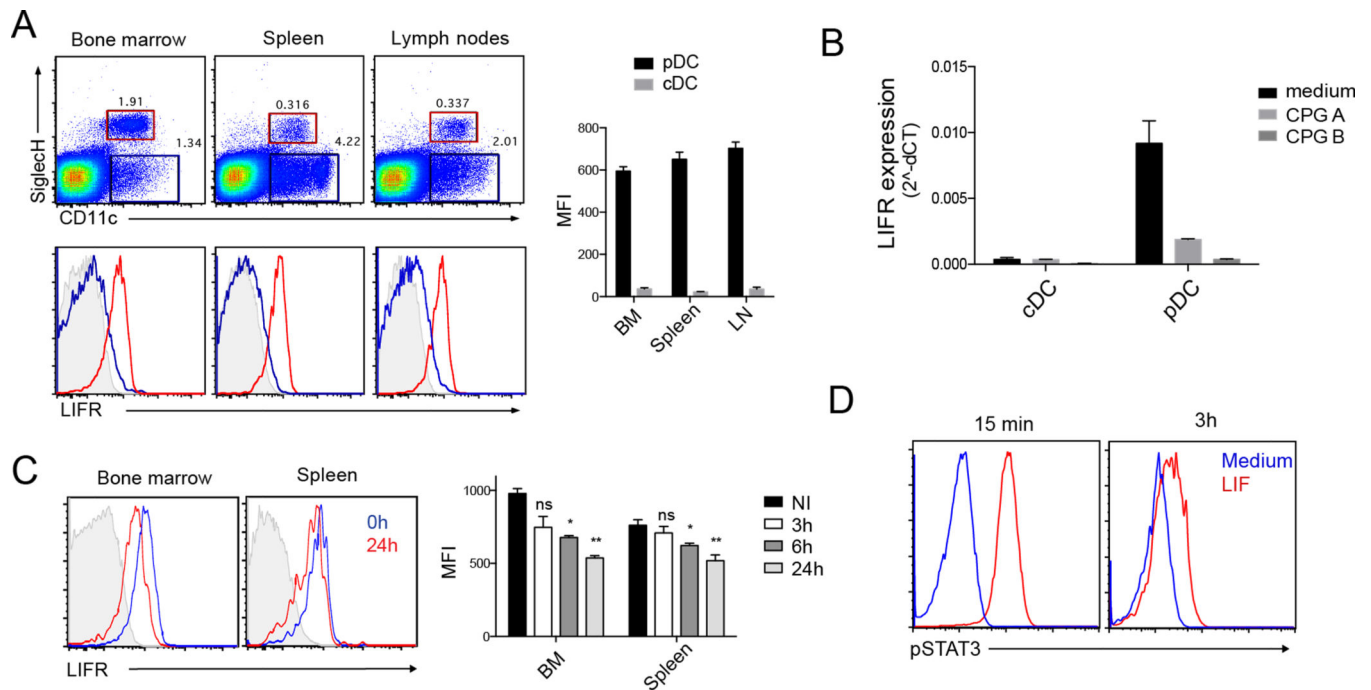 A
Bone marrow
Spleen
Lymph nodes
1.91
1.34
0.316
4.22
0.337
2.01
SiglecH
CD11c
LIFR
pDC
cDC
MFI
800
600
400
200
0
BM
Spleen
LN
B
LIFR expression
(2^-dCT)
0.015
0.010
0.005
0.000
cDC
pDC
medium
CPG A
CPG B
C
Bone marrow
Spleen
0h
24h
LIFR
MFI
1000
500
0
ns
*
**
ns
*
**
BM
Spleen
NI
3h
6h
24h
D
15 min
3h
Medium
LIF
pSTAT3